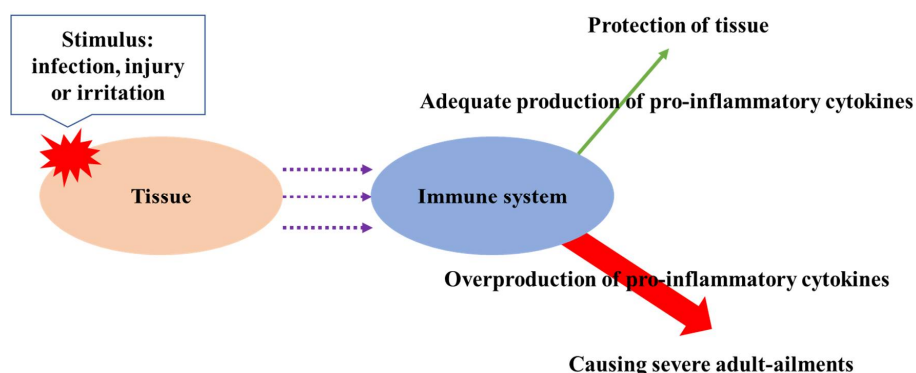 Stimulus:
infection, injury
or irritation
Tissue
Immune system
Protection of tissue
Adequate production of pro-inflammatory cytokines
Overproduction of pro-inflammatory cytokines
Causing severe adult-ailments